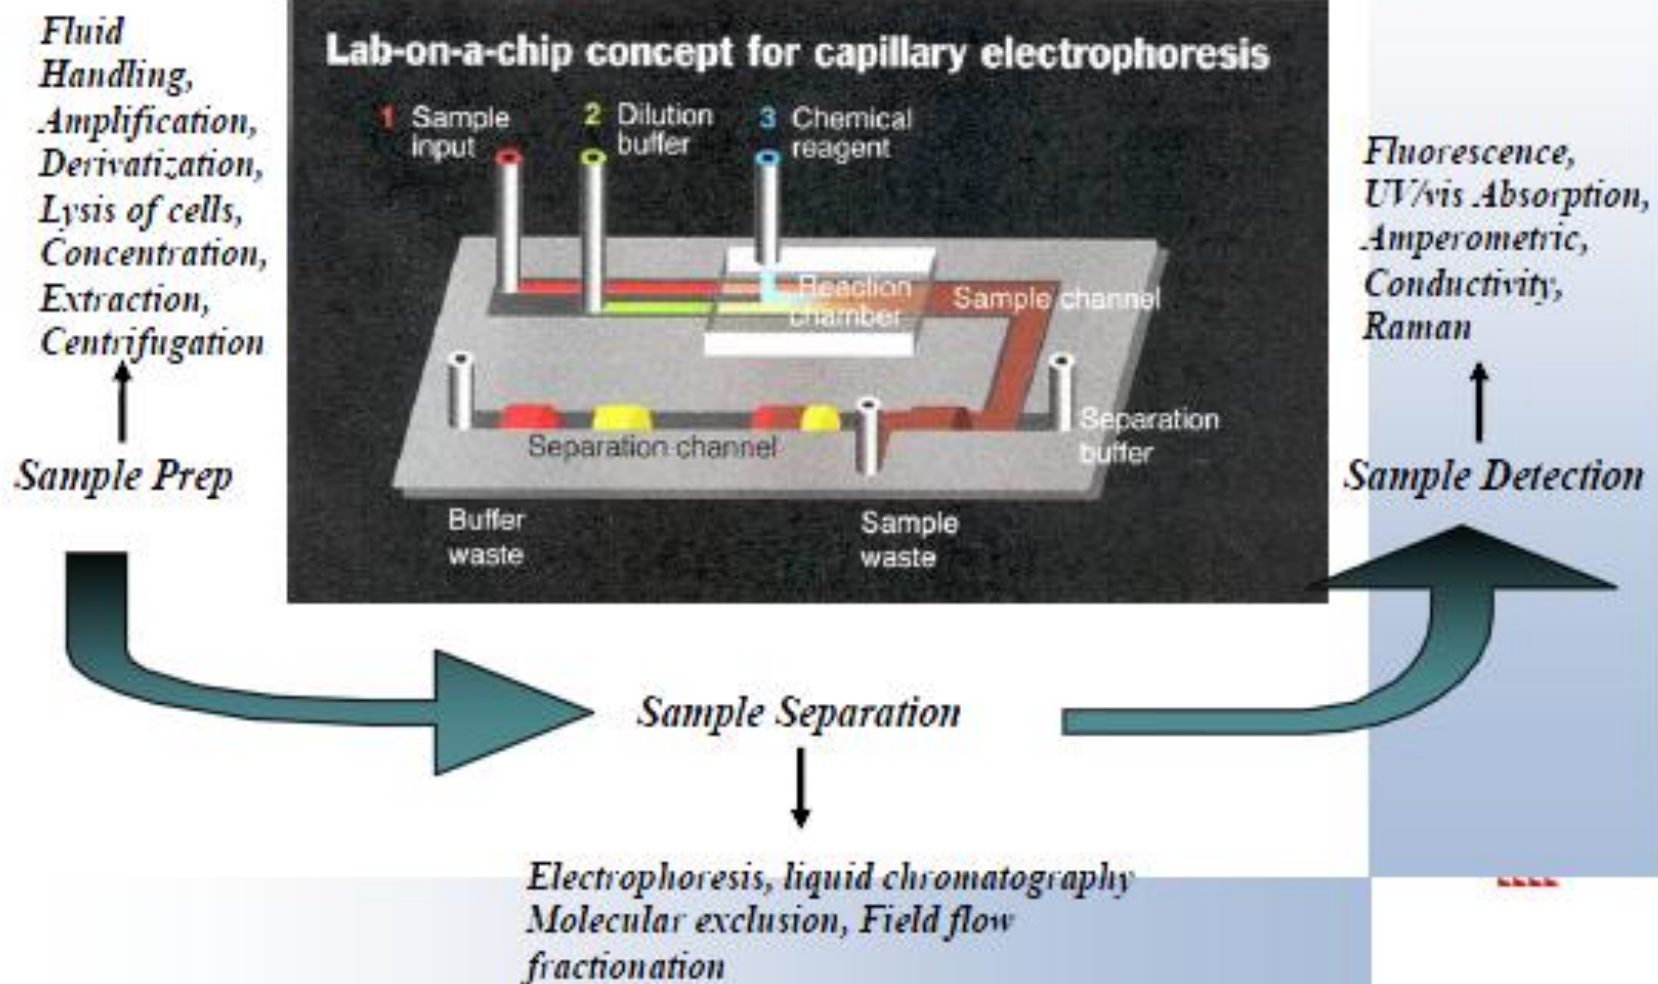 Fluid
Handling,
Amplification,
Derivatization,
Lysis of cells,
Concentration,
Extraction,
Centrifugation
Sample Prep
Lab-on-a-chip concept for capillary electrophoresis
1 Sample
input
2 Dilution
buffer
3 Chemical
reagent
Reaction
chamber
Sample channel
Separation channel
Separation
buffer
Buffer
waste
Sample
waste
Fluorescence,
UV/vis Absorption,
Amperometric,
Conductivity,
Raman
Sample Detection
Sample Separation
Electrophoresis, liquid chromatography
Molecular exclusion, Field flow
fractionation